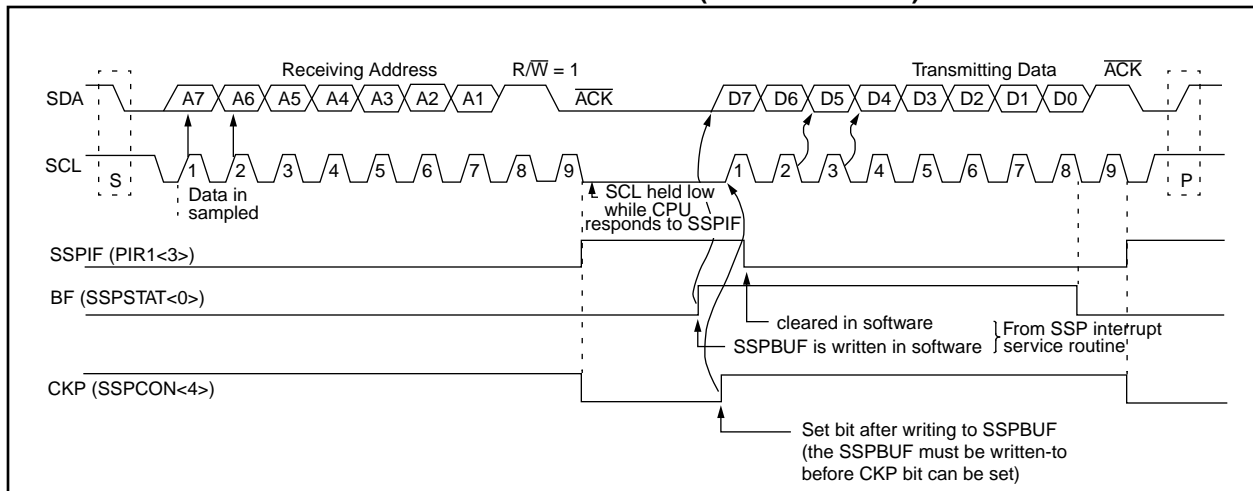 Receiving Address R/W̅ = 1 Transmitting Data A̅C̅K̅
SDA A7 A6 A5 A4 A3 A2 A1 A̅C̅K̅ D7 D6 D5 D4 D3 D2 D1 D0
SCL 1 2 3 4 5 6 7 8 9 1 2 3 4 5 6 7 8 9
S
P
Data in
sampled
SCL held low
while CPU
responds to SSPIF
SSPIF (PIR1<3>)
BF (SSPSTAT<0>)
cleared in software
SSPBUF is written in software
From SSP interrupt
service routine
CKP (SSPCON<4>)
Set bit after writing to SSPBUF
(the SSPBUF must be written-to
before CKP bit can be set)